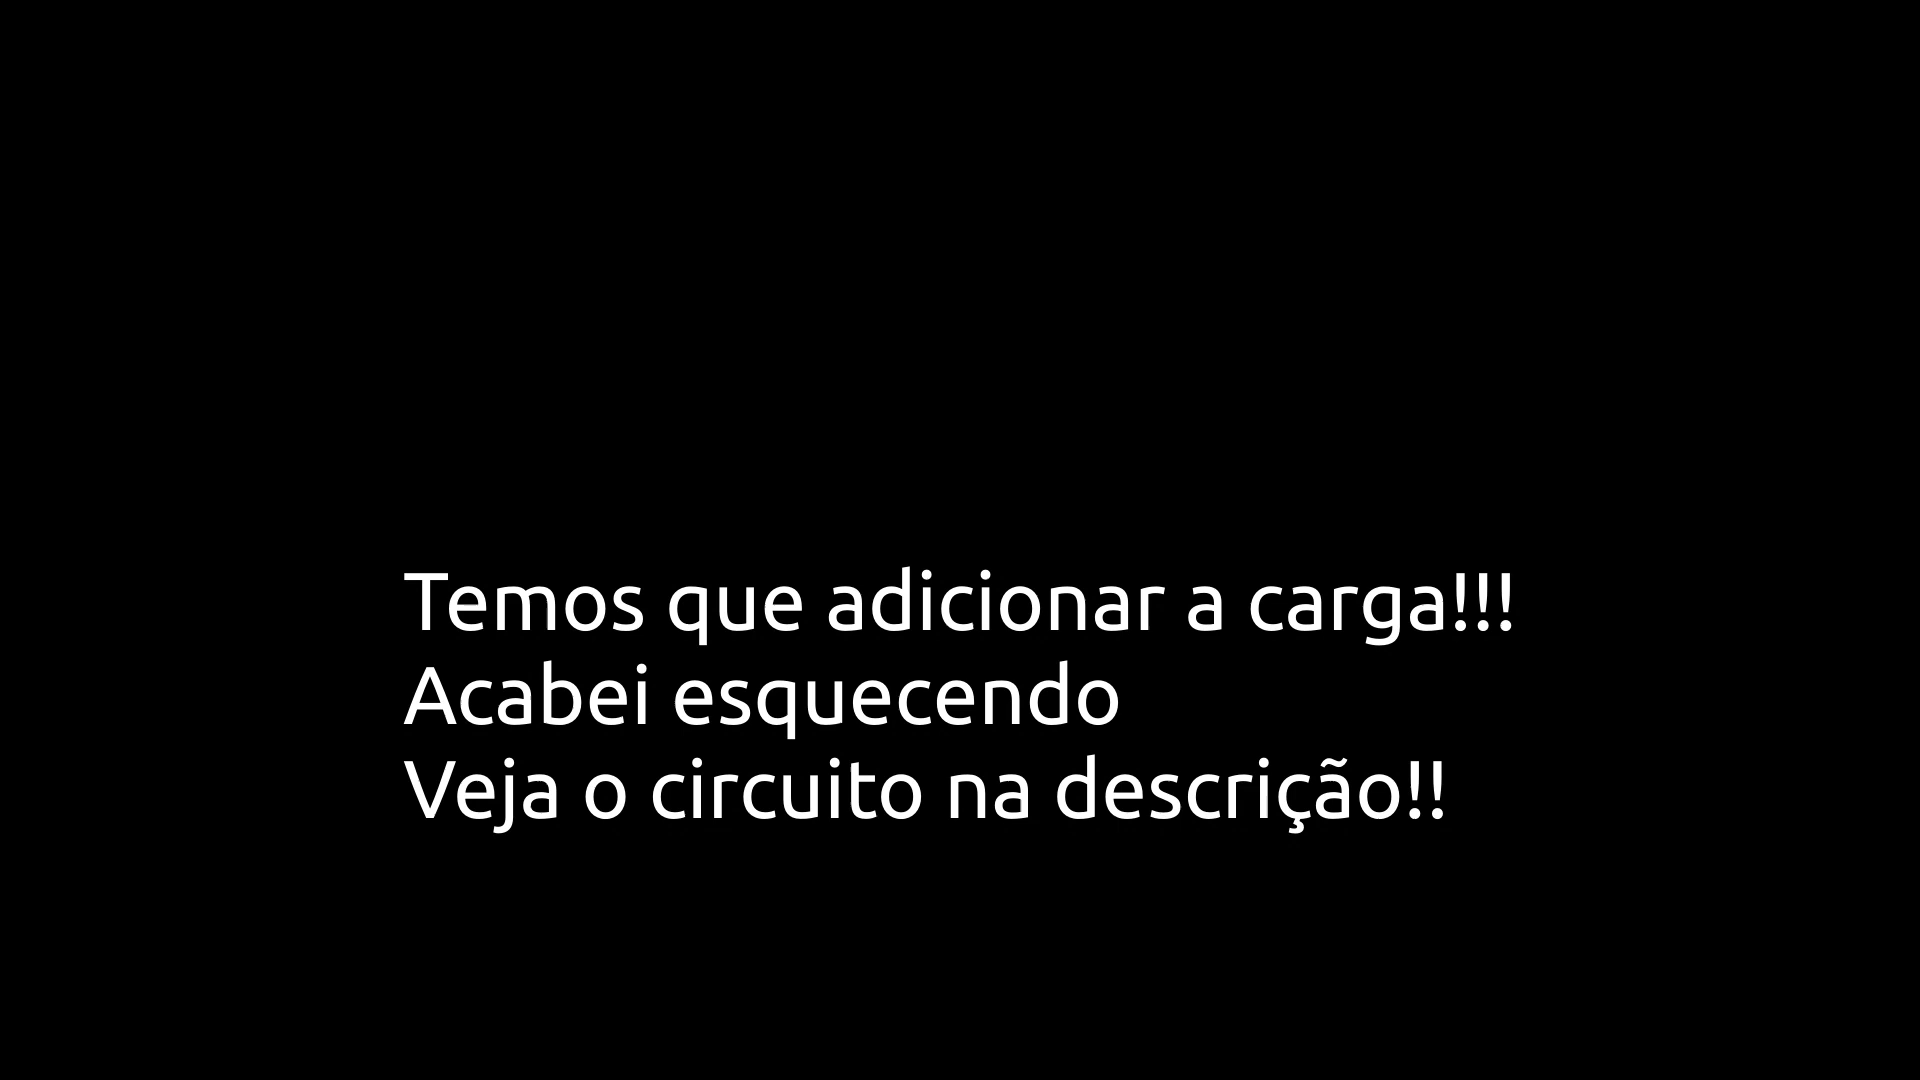 Temos que adicionar a carga!!!
Acabei esquecendo
Veja o circuito na descrição!!